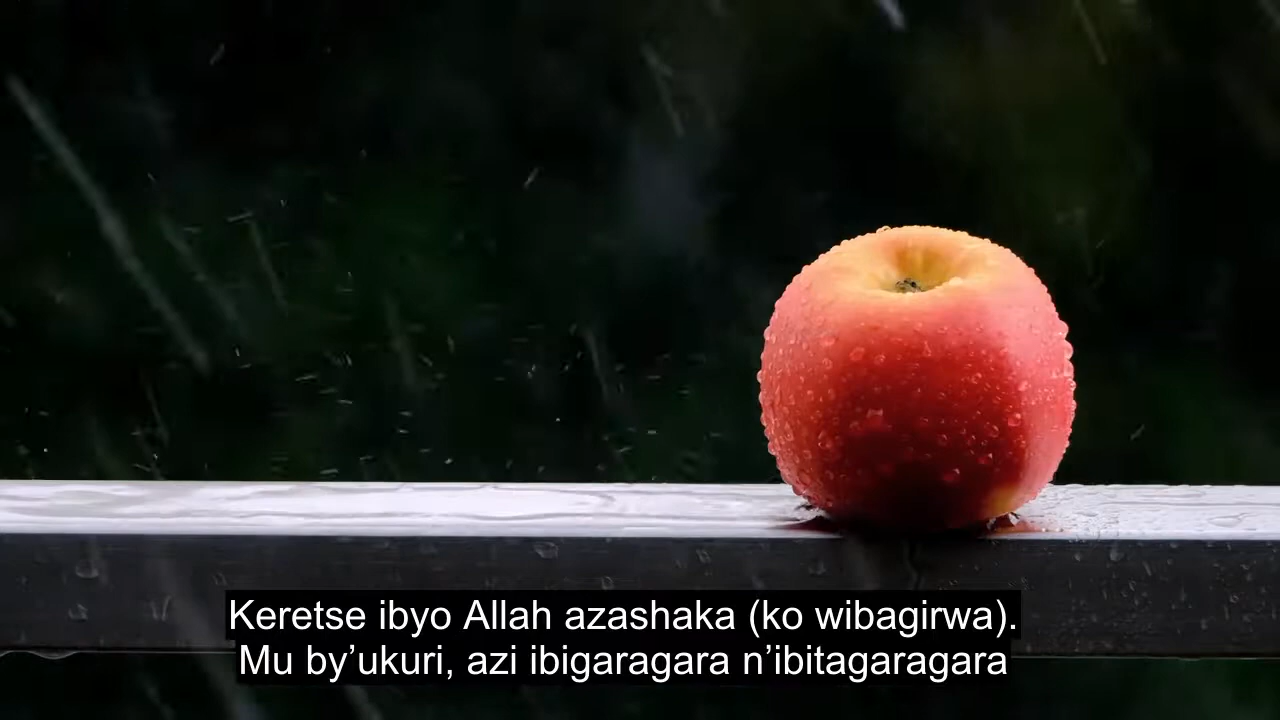 Keretse ibyo Allah azashaka (ko wibagirwa).
Mu by’ukuri, azi ibigaragara n’ibitagaragara